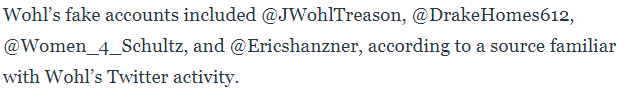 Wohl’s fake accounts included @JWohlTreason, @DrakeHomes612,
@Women_4_Schultz, and @Ericshanzner, according to a source familiar
with Wohl’s Twitter activity.